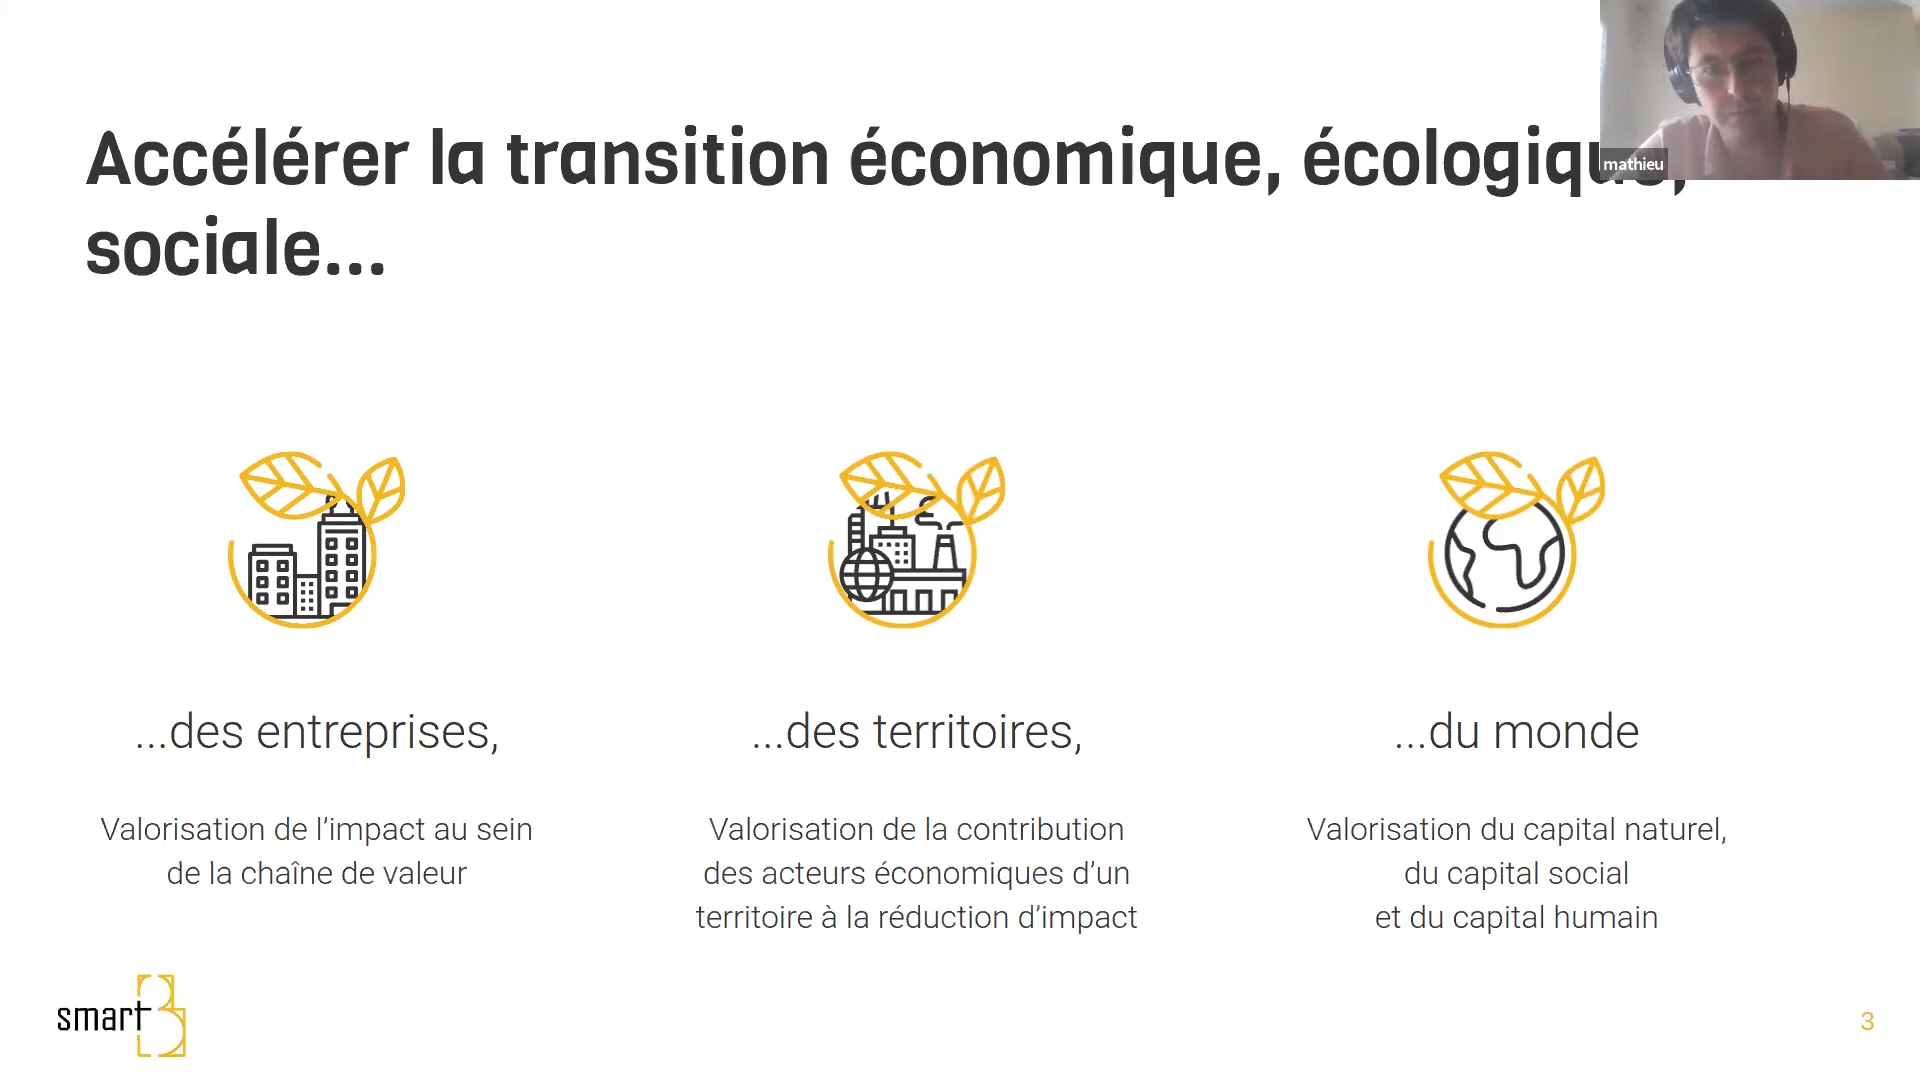 Accélérer la transition économique, écologique,
sociale...
mathieu
...des entreprises,
Valorisation de l’impact au sein
de la chaîne de valeur
...des territoires,
Valorisation de la contribution
des acteurs économiques d’un
territoire à la réduction d’impact
...du monde
Valorisation du capital naturel,
du capital social
et du capital humain
smart3
3